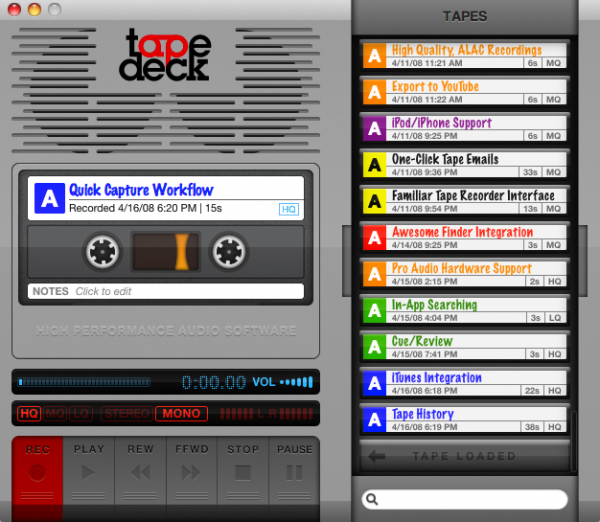 tape
deck
A
Quick Capture Workflow
Recorded 4/16/08 6:20 PM | 15s
HQ
NOTES Click to edit
HIGH PERFORMANCE AUDIO SOFTWARE
0:00.00 VOL
HQ MQ LQ STEREO MONO L R
REC PLAY REW FFWD STOP PAUSE
TAPES
A High Quality, ALAC Recordings
4/11/08 11:21 AM 6s MQ
A Export to YouTube
4/11/08 11:22 AM 6s MQ
A iPod/iPhone Support
4/11/08 9:25 PM 6s MQ
A One-Click Tape Emails
4/11/08 9:36 PM 33s MQ
A Familiar Tape Recorder Interface
4/11/08 9:54 PM 13s MQ
A Awesome Finder Integration
4/14/08 9:25 PM 3s MQ
A Pro Audio Hardware Support
4/15/08 2:15 PM 2s HQ
A In-App Searching
4/15/08 4:04 PM 3s LQ
A Cue/Review
4/15/08 7:41 PM 3s HQ
A iTunes Integration
4/16/08 6:18 PM 22s HQ
A Tape History
4/16/08 6:19 PM 38s HQ
TAPE LOADED